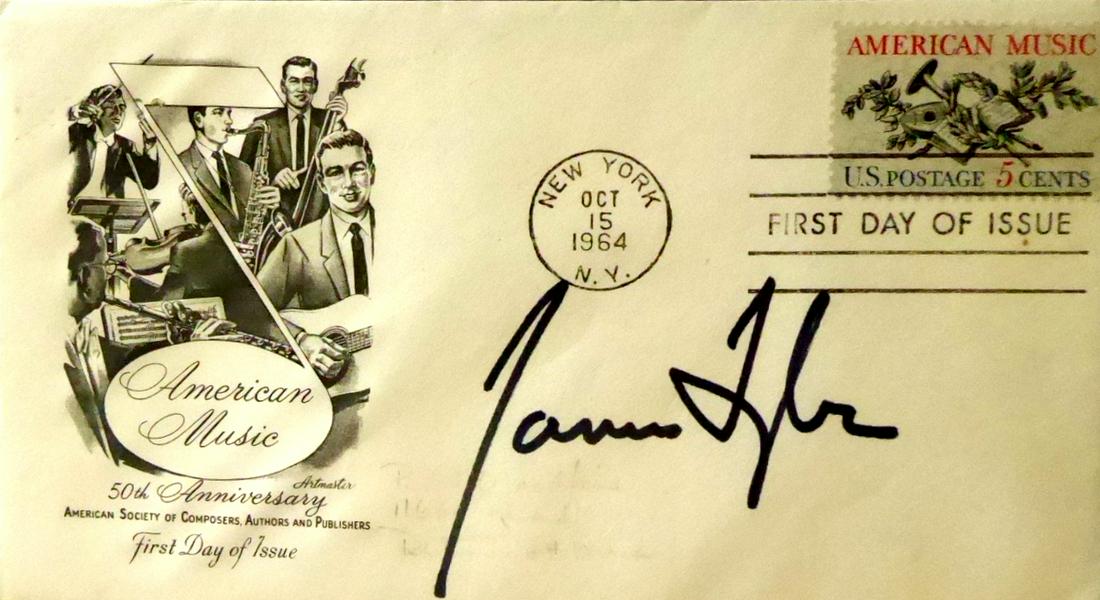 AMERICAN MUSIC
U.S. POSTAGE 5 CENTS
NEW YORK
OCT
15
1964
N.Y.
FIRST DAY OF ISSUE
American
Music
Artmaster
50th Anniversary
AMERICAN SOCIETY OF COMPOSERS, AUTHORS AND PUBLISHERS
First Day of Issue